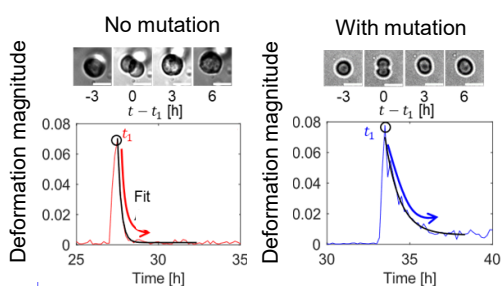 No mutation
With mutation
Deformation magnitude
-3 0 3 6
t − t₁ [h]
-3 0 3 6
t − t₁ [h]
0.08
0.06
0.04
0.02
0
t₁
Fit
25 30 35
Time [h]
Deformation magnitude
0.08
0.06
0.04
0.02
0
t₁
30 35 40
Time [h]